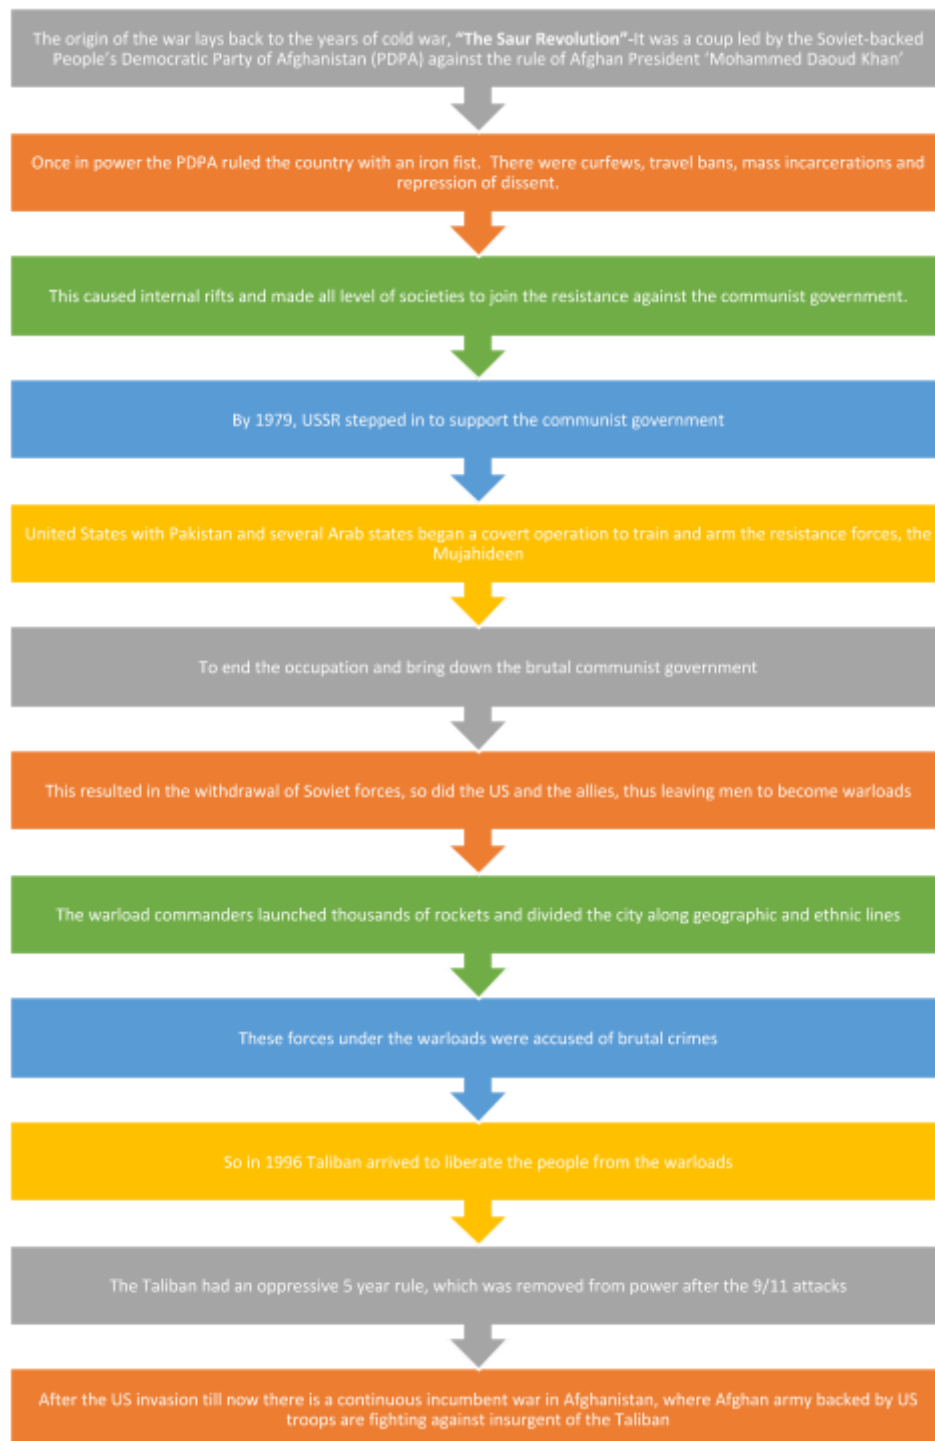 The origin of the war lays back to the years of cold war, “The Saur Revolution”-It was a coup led by the Soviet-backed
People’s Democratic Party of Afghanistan (PDPA) against the rule of Afghan President ‘Mohammed Daoud Khan’
Once in power the PDPA ruled the country with an iron fist.  There were curfews, travel bans, mass incarcerations and
repression of dissent.
This caused internal rifts and made all level of societies to join the resistance against the communist government.
By 1979, USSR stepped in to support the communist government
United States with Pakistan and several Arab states began a covert operation to train and arm the resistance forces, the
Mujahideen
To end the occupation and bring down the brutal communist government
This resulted in the withdrawal of Soviet forces, so did the US and the allies, thus leaving men to become warloads
The warload commanders launched thousands of rockets and divided the city along geographic and ethnic lines
These forces under the warloads were accused of brutal crimes
So in 1996 Taliban arrived to liberate the people from the warloads
The Taliban had an oppressive 5 year rule, which was removed from power after the 9/11 attacks
After the US invasion till now there is a continuous incumbent war in Afghanistan, where Afghan army backed by US
troops are fighting against insurgent of the Taliban